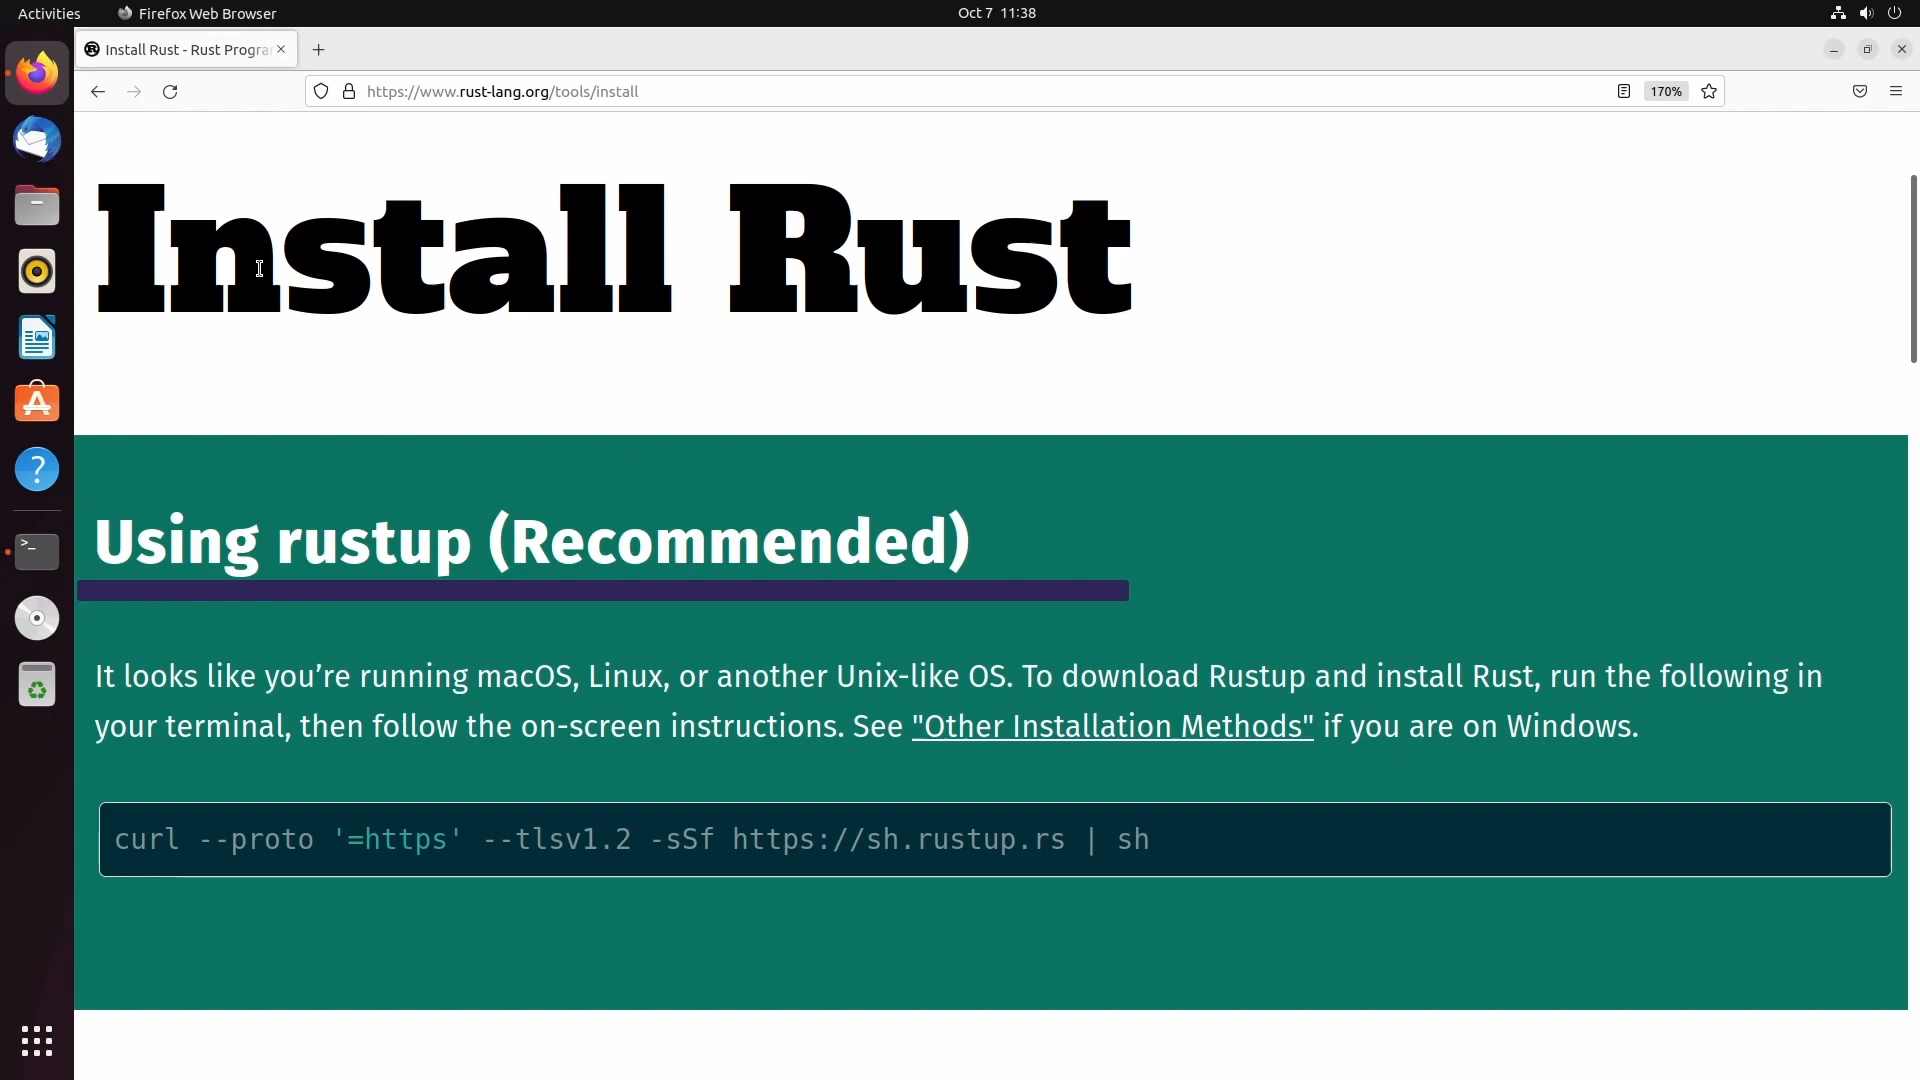 Activities
Firefox Web Browser
Oct 7 11:38
Install Rust - Rust Progra
https://www.rust-lang.org/tools/install
170%
Install Rust
Using rustup (Recommended)
It looks like you’re running macOS, Linux, or another Unix-like OS. To download Rustup and install Rust, run the following in
your terminal, then follow the on-screen instructions. See "Other Installation Methods" if you are on Windows.
curl --proto '=https' --tlsv1.2 -sSf https://sh.rustup.rs | sh